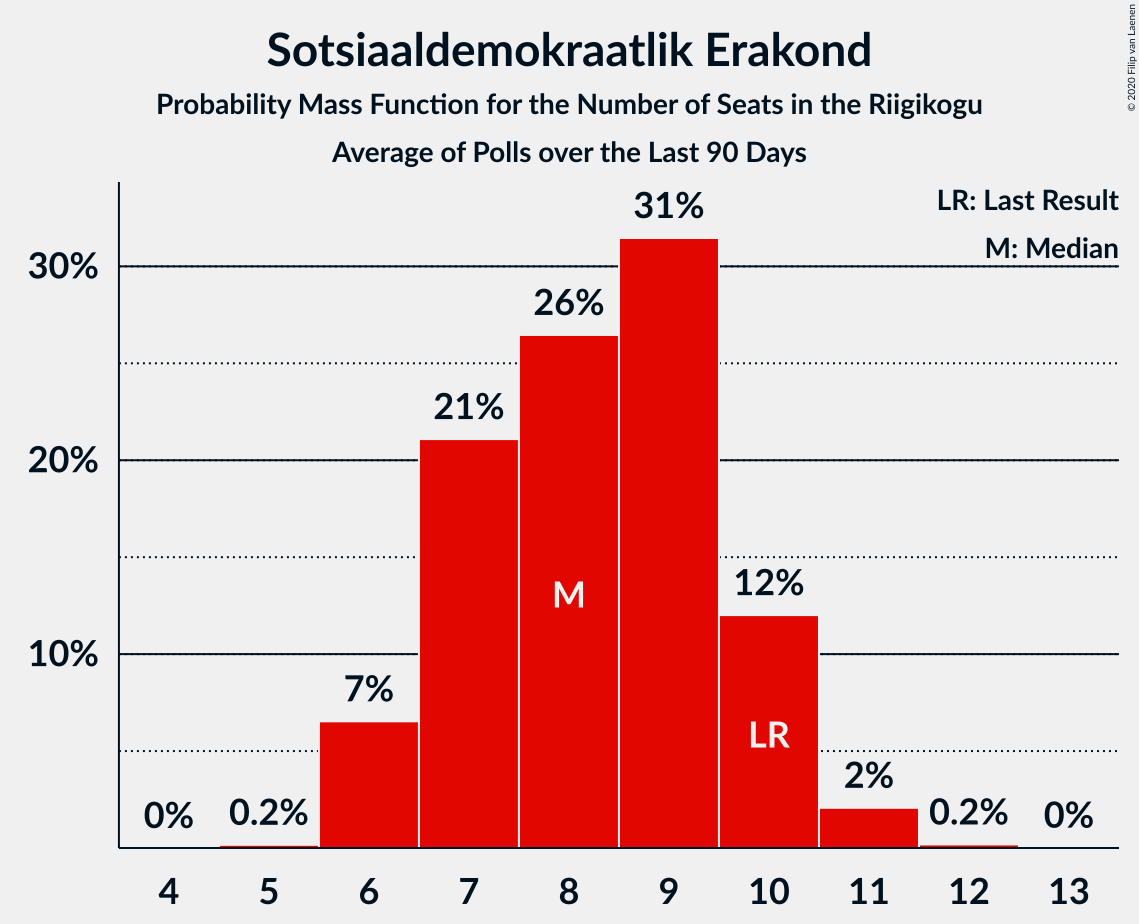 Sotsiaaldemokraatlik Erakond
Probability Mass Function for the Number of Seats in the Riigikogu
Average of Polls over the Last 90 Days
© 2020 Filip van Laenen
LR: Last Result
M: Median
30%
20%
10%
0%
0.2%
7%
21%
26%
31%
12%
2%
0.2%
0%
M
LR
4 5 6 7 8 9 10 11 12 13